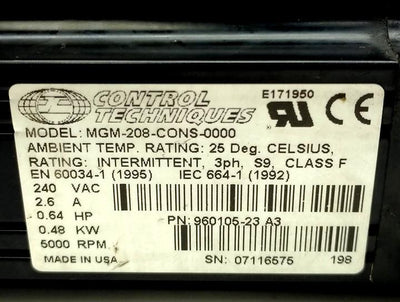 CONTROL
TECHNIQUES
E171950
MODEL: MGM-208-CONS-0000
AMBIENT TEMP. RATING: 25 Deg. CELSIUS,
RATING: INTERMITTENT, 3ph, S9, CLASS F
EN 60034-1 (1995) IEC 664-1 (1992)
240 VAC
2.6 A
0.64 HP
0.48 KW
5000 RPM
PN: 960105-23 A3
MADE IN USA
SN: 07116575 198